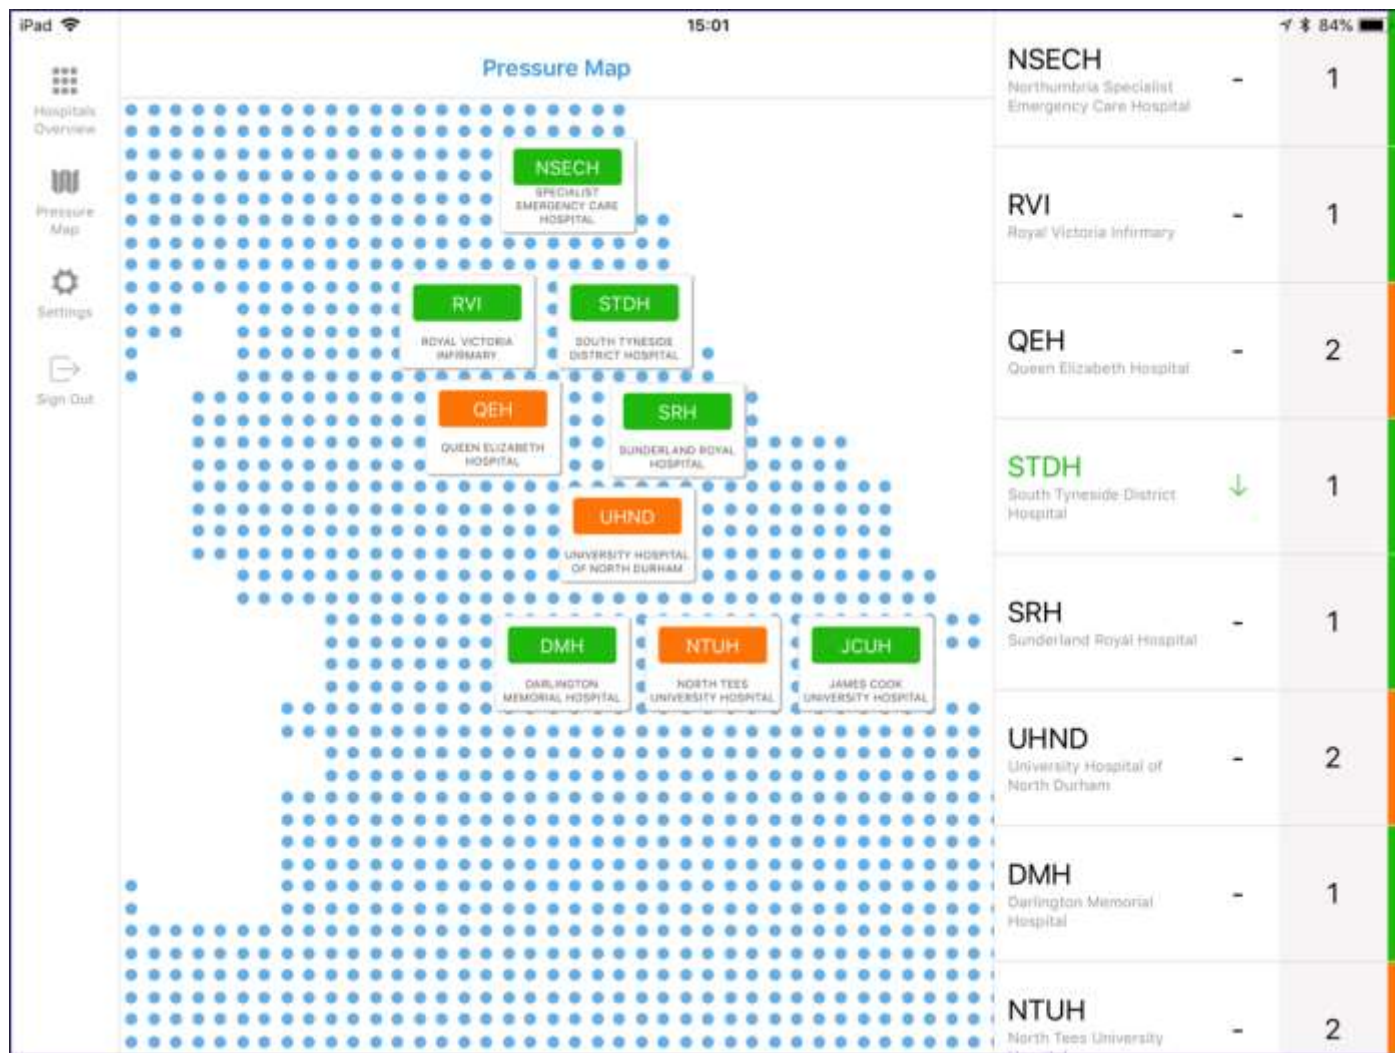 iPad
15:01
84%
Hospitals
Overview
Pressure
Map
Settings
Sign Out
Pressure Map
NSECH
SPECIALIST
EMERGENCY CARE
HOSPITAL
RVI
ROYAL VICTORIA
INFIRMARY
STDH
SOUTH TYNESIDE
DISTRICT HOSPITAL
QEH
QUEEN ELIZABETH
HOSPITAL
SRH
SUNDERLAND ROYAL
HOSPITAL
UHND
UNIVERSITY HOSPITAL
OF NORTH DURHAM
DMH
DARLINGTON
MEMORIAL HOSPITAL
NTUH
NORTH TEES
UNIVERSITY HOSPITAL
JCUH
JAMES COOK
UNIVERSITY HOSPITAL
NSECH - 1
Northumbria Specialist
Emergency Care Hospital
RVI - 1
Royal Victoria Infirmary
QEH - 2
Queen Elizabeth Hospital
STDH ↓ 1
South Tyneside District
Hospital
SRH - 1
Sunderland Royal Hospital
UHND - 2
University Hospital of
North Durham
DMH - 1
Darlington Memorial
Hospital
NTUH - 2
North Tees University